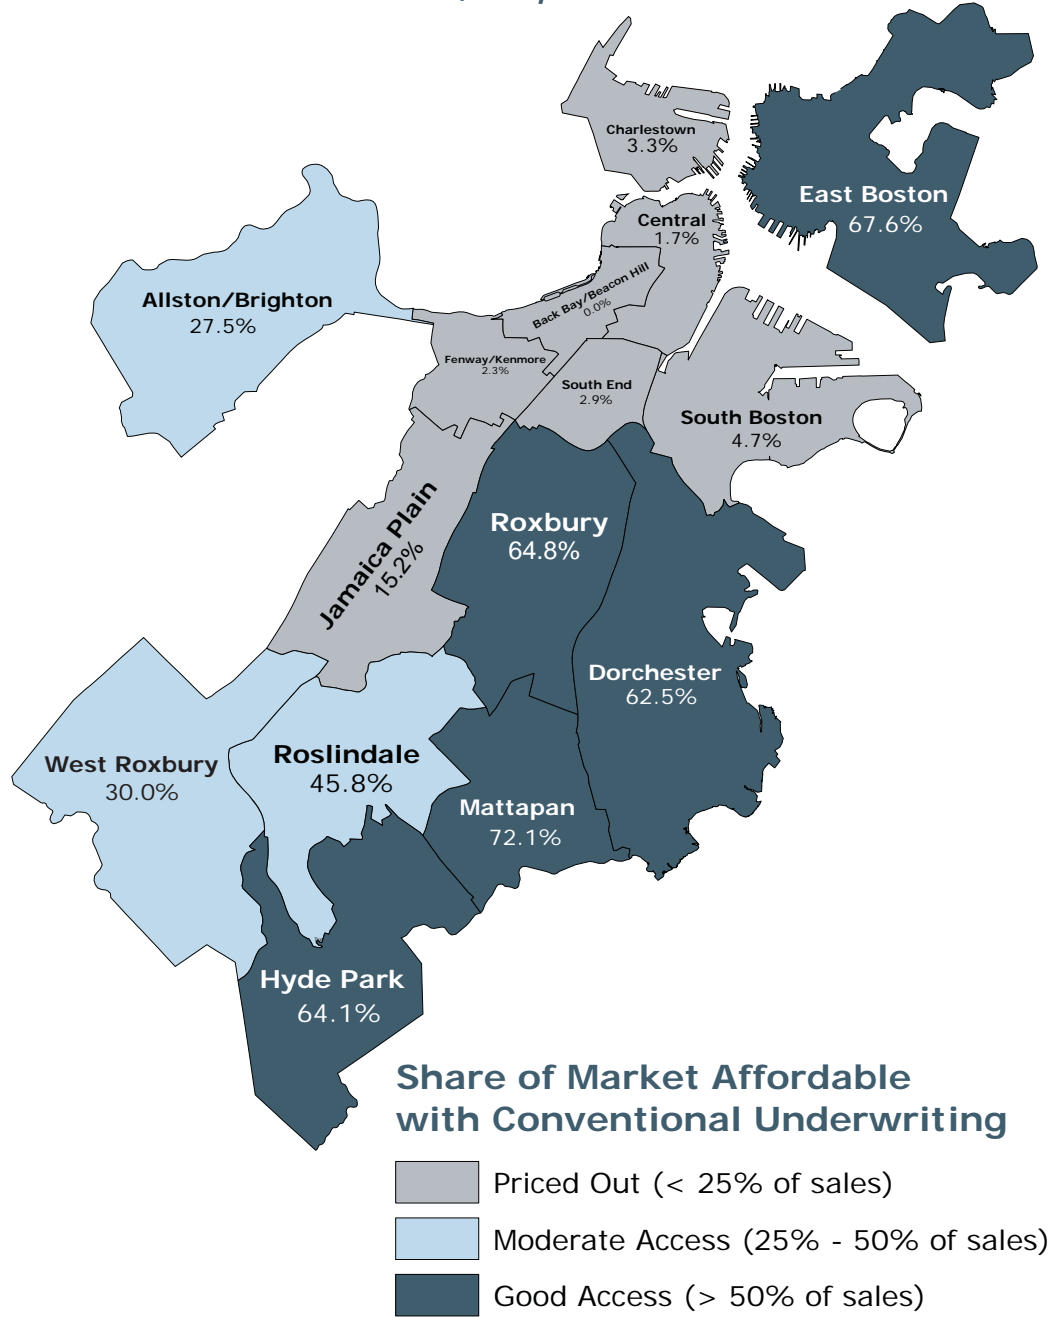 Charlestown
3.3%
East Boston
67.6%
Central
1.7%
Back Bay/Beacon Hill
0.0%
Allston/Brighton
27.5%
Fenway/Kenmore
2.3%
South End
2.9%
South Boston
4.7%
Jamaica Plain
15.2%
Roxbury
64.8%
Dorchester
62.5%
West Roxbury
30.0%
Roslindale
45.8%
Mattapan
72.1%
Hyde Park
64.1%
Share of Market Affordable
with Conventional Underwriting
Priced Out (< 25% of sales)
Moderate Access (25% - 50% of sales)
Good Access (> 50% of sales)